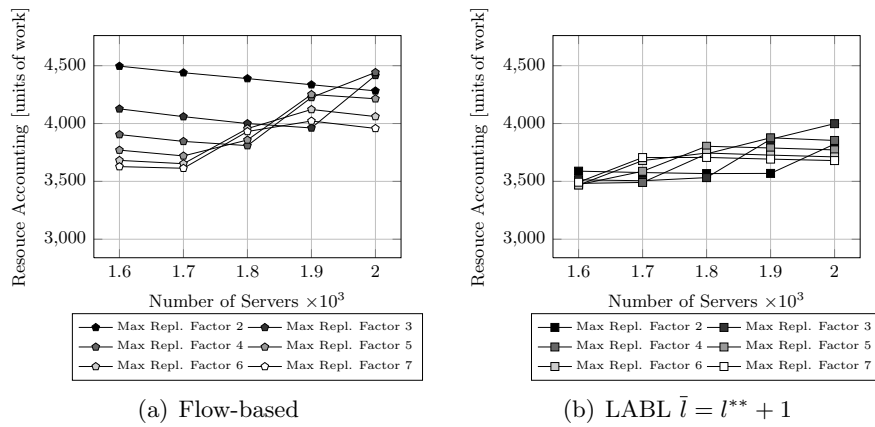 Resouce Accounting [units of work]
4,500
4,000
3,500
3,000
1.6 1.7 1.8 1.9 2
Number of Servers ×10³
Max Repl. Factor 2 Max Repl. Factor 3
Max Repl. Factor 4 Max Repl. Factor 5
Max Repl. Factor 6 Max Repl. Factor 7
(a) Flow-based
Resouce Accounting [units of work]
4,500
4,000
3,500
3,000
1.6 1.7 1.8 1.9 2
Number of Servers ×10³
Max Repl. Factor 2 Max Repl. Factor 3
Max Repl. Factor 4 Max Repl. Factor 5
Max Repl. Factor 6 Max Repl. Factor 7
(b) LABL l̄ = l** + 1